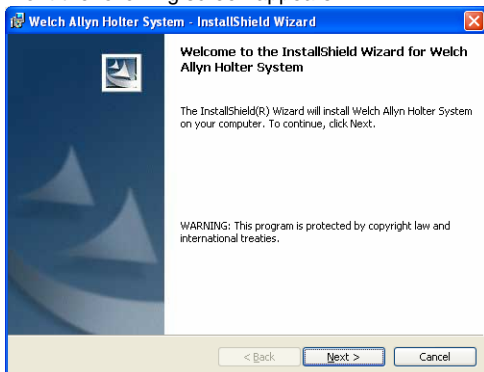 Welch Allyn Holter System - InstallShield Wizard
Welcome to the InstallShield Wizard for Welch
Allyn Holter System
The InstallShield(R) Wizard will install Welch Allyn Holter System
on your computer. To continue, click Next.
WARNING: This program is protected by copyright law and
international treaties.
< Back
Next >
Cancel